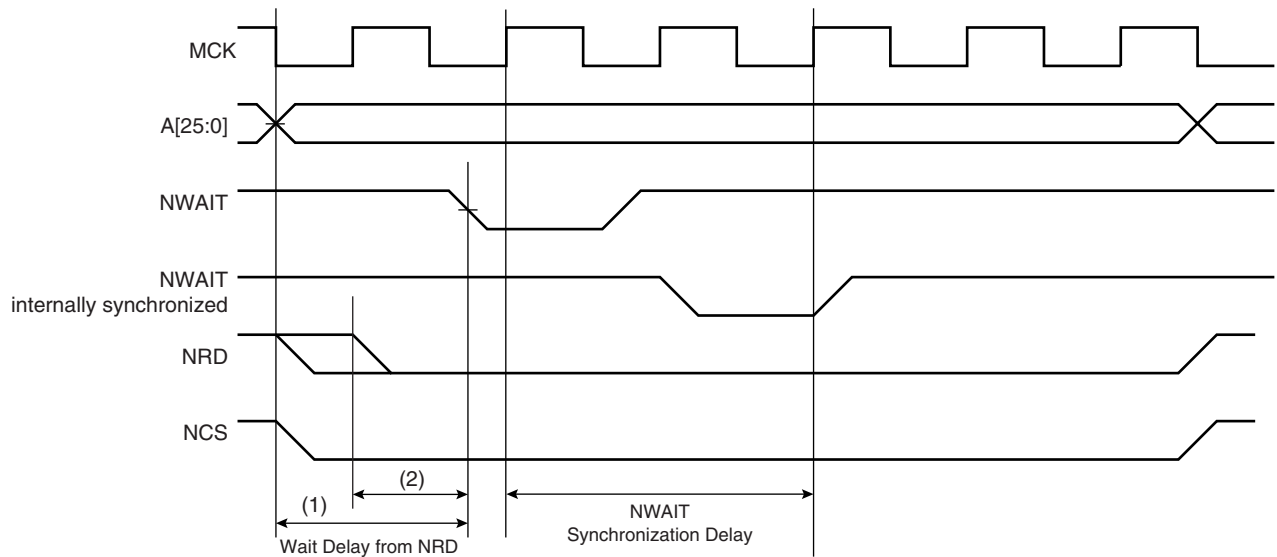 MCK
A[25:0]
NWAIT
NWAIT
internally synchronized
NRD
NCS
(2)
(1)
NWAIT
Synchronization Delay
Wait Delay from NRD